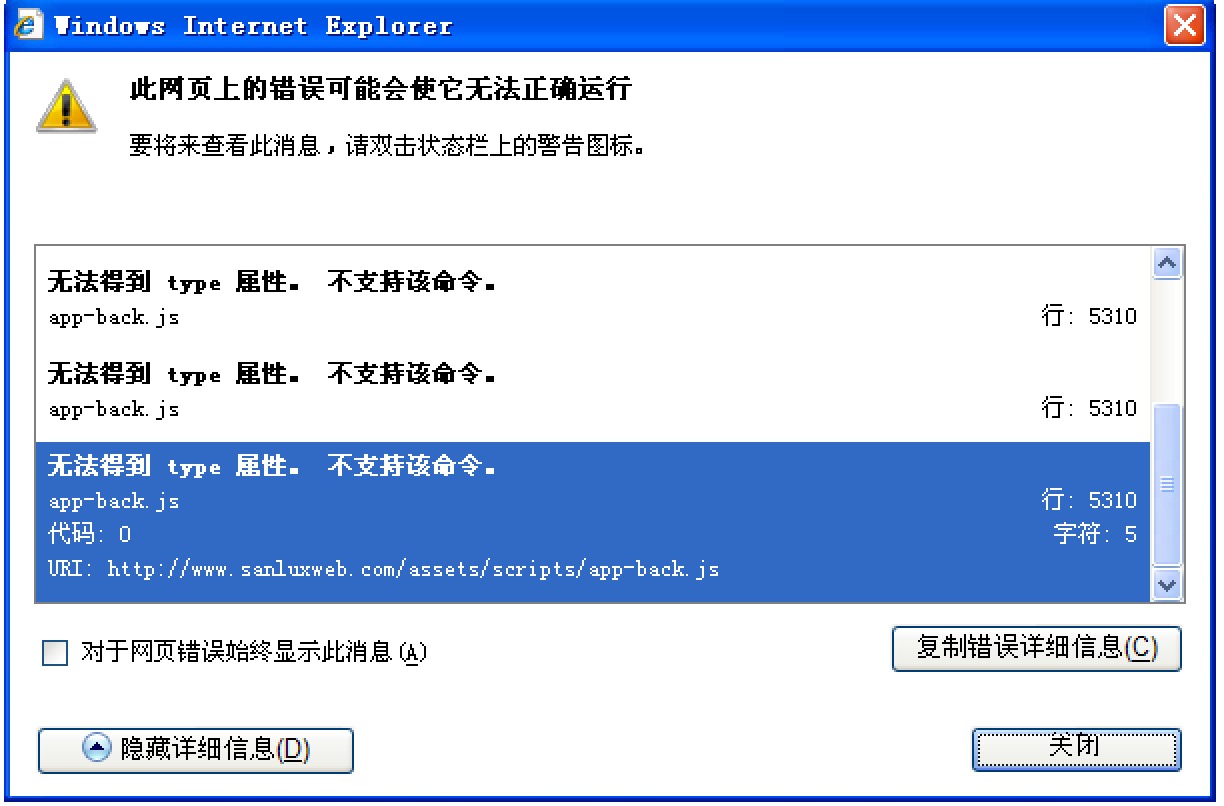 Windows Internet Explorer
此网页上的错误可能会使它无法正确运行
要将来查看此消息，请双击状态栏上的警告图标。
无法得到 type 属性。 不支持该命令。
app-back.js 行: 5310
无法得到 type 属性。 不支持该命令。
app-back.js 行: 5310
无法得到 type 属性。 不支持该命令。
app-back.js 行: 5310
代码: 0 字符: 5
URI: http://www.sanluxweb.com/assets/scripts/app-back.js
对于网页错误始终显示此消息(A) 复制错误详细信息(C)
隐藏详细信息(D) 关闭